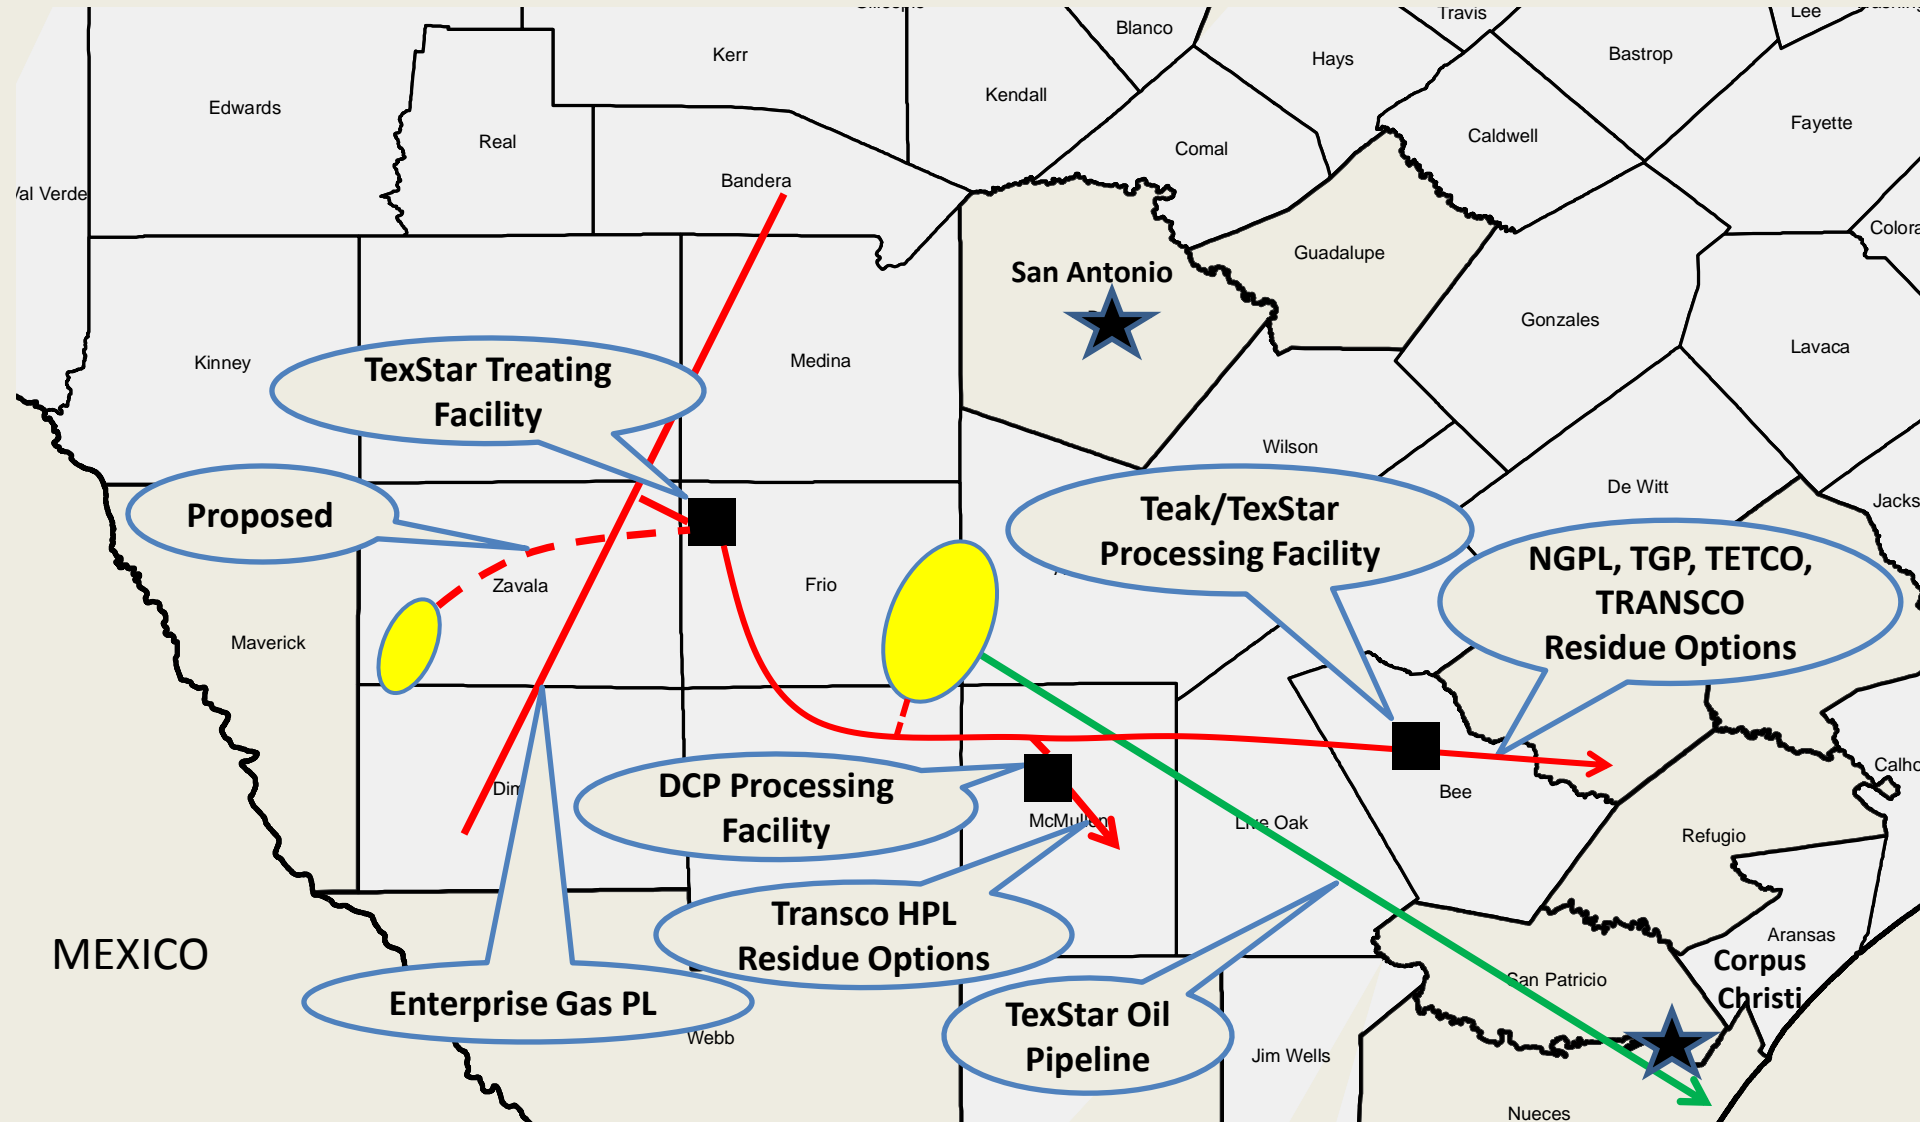 Blanco
Travis
Lee
Kerr
Hays
Bastrop
Edwards
Kendall
Fayette
Real
Comal
Caldwell
Bandera
Val Verde
San Antonio
Guadalupe
Gonzales
Lavaca
Kinney
Medina
TexStar Treating
Facility
Wilson
De Witt
Proposed
Teak/TexStar
Processing Facility
NGPL, TGP, TETCO,
TRANSCO
Residue Options
Zavala
Frio
Maverick
DCP Processing
Facility
McMullen
Live Oak
Bee
Refugio
Transco HPL
Residue Options
MEXICO
Aransas
Corpus
Christi
San Patricio
Enterprise Gas PL
TexStar Oil
Pipeline
Webb
Jim Wells
Nueces